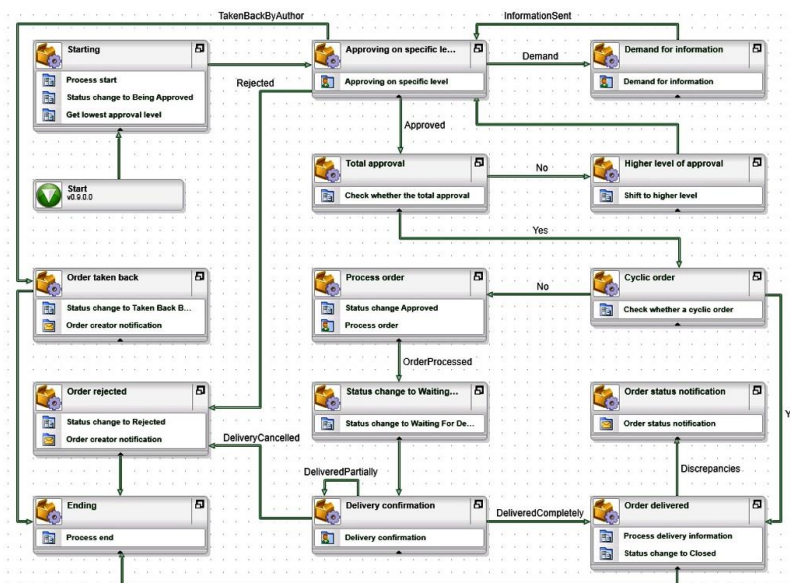 TakenBackByAuthor
InformationSent
Starting
Process start
Status change to Being Approved
Get lowest approval level
Approving on specific le...
Approving on specific level
Demand
Demand for information
Demand for information
Rejected
Approved
Start
v0.9.0.0
Total approval
Check whether the total approval
No
Higher level of approval
Shift to higher level
Yes
Order taken back
Status change to Taken Back B...
Order creator notification
Process order
Status change Approved
Process order
No
Cyclic order
Check whether a cyclic order
OrderProcessed
Order rejected
Status change to Rejected
Order creator notification
Status change to Waiting...
Status change to Waiting For De...
Order status notification
Order status notification
Y
DeliveryCancelled
DeliveredPartially
Discrepancies
Ending
Process end
Delivery confirmation
Delivery confirmation
DeliveredCompletely
Order delivered
Process delivery information
Status change to Closed